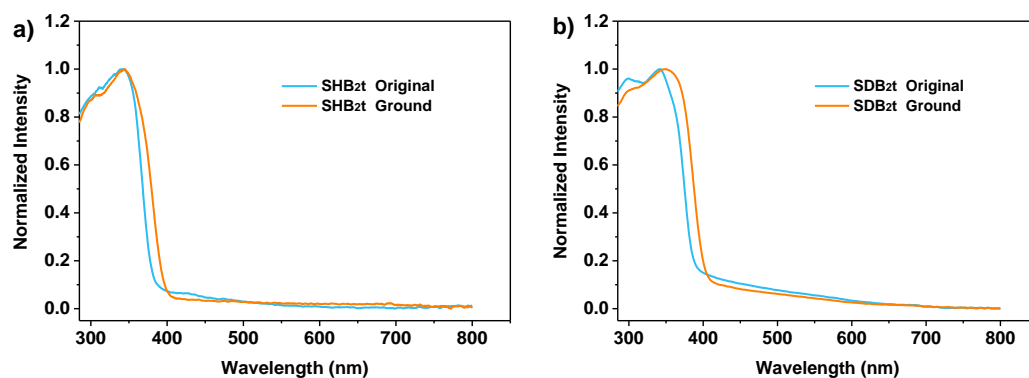 a)
1.2
1.0
0.8
0.6
0.4
0.2
0.0
Normalized Intensity
SHB2t Original
SHB2t Ground
300 400 500 600 700 800
Wavelength (nm)
b)
1.2
1.0
0.8
0.6
0.4
0.2
0.0
Normalized Intensity
SDB2t Original
SDB2t Ground
300 400 500 600 700 800
Wavelength (nm)